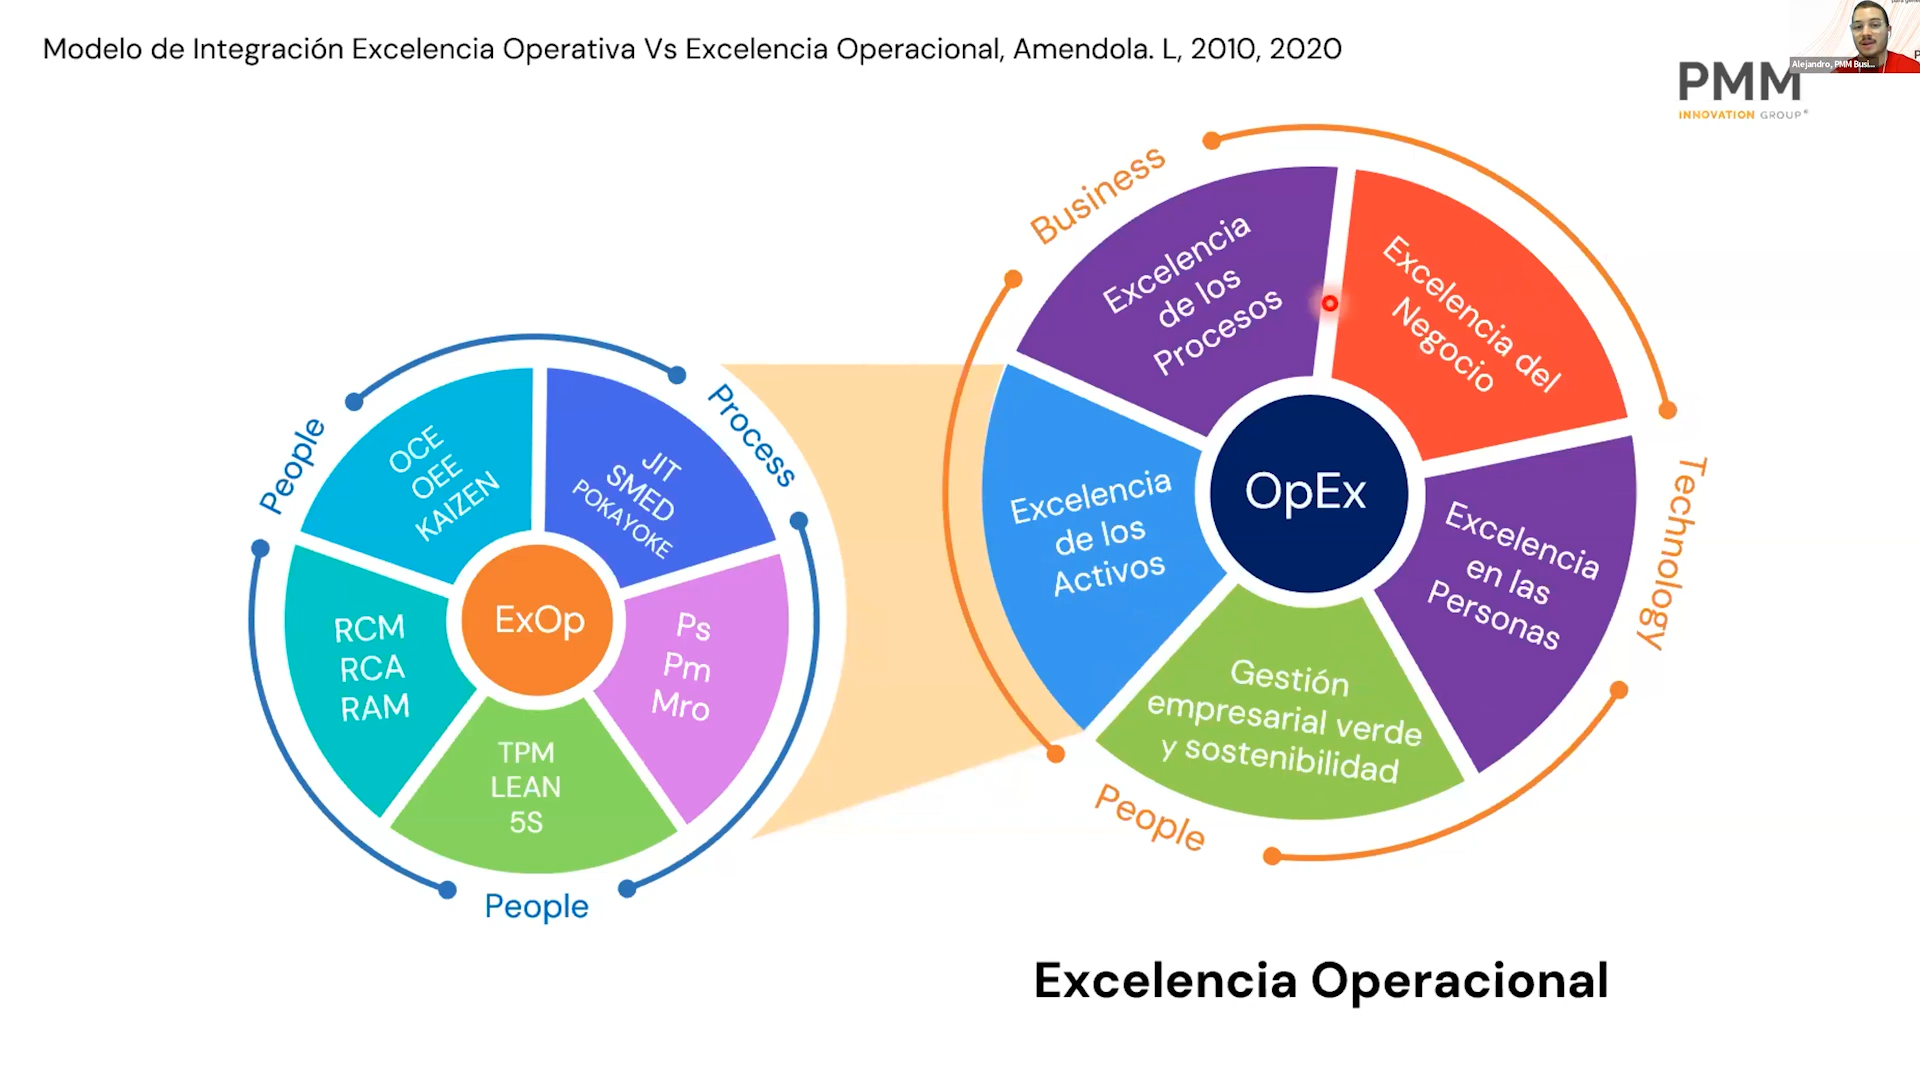 Modelo de Integración Excelencia Operativa Vs Excelencia Operacional, Amendola. L, 2010, 2020
Alejandro, PMM Busi...
PMM
INNOVATION GROUP®
People
Process
People
OCE
OEE
KAIZEN
JIT
SMED
POKAYOKE
RCM
RCA
RAM
ExOp
Ps
Pm
Mro
TPM
LEAN
5S
Business
Technology
People
Excelencia
de los
Procesos
Excelencia del
Negocio
Excelencia
de los
Activos
OpEx
Excelencia
en las
Personas
Gestión
empresarial verde
y sostenibilidad
Excelencia Operacional